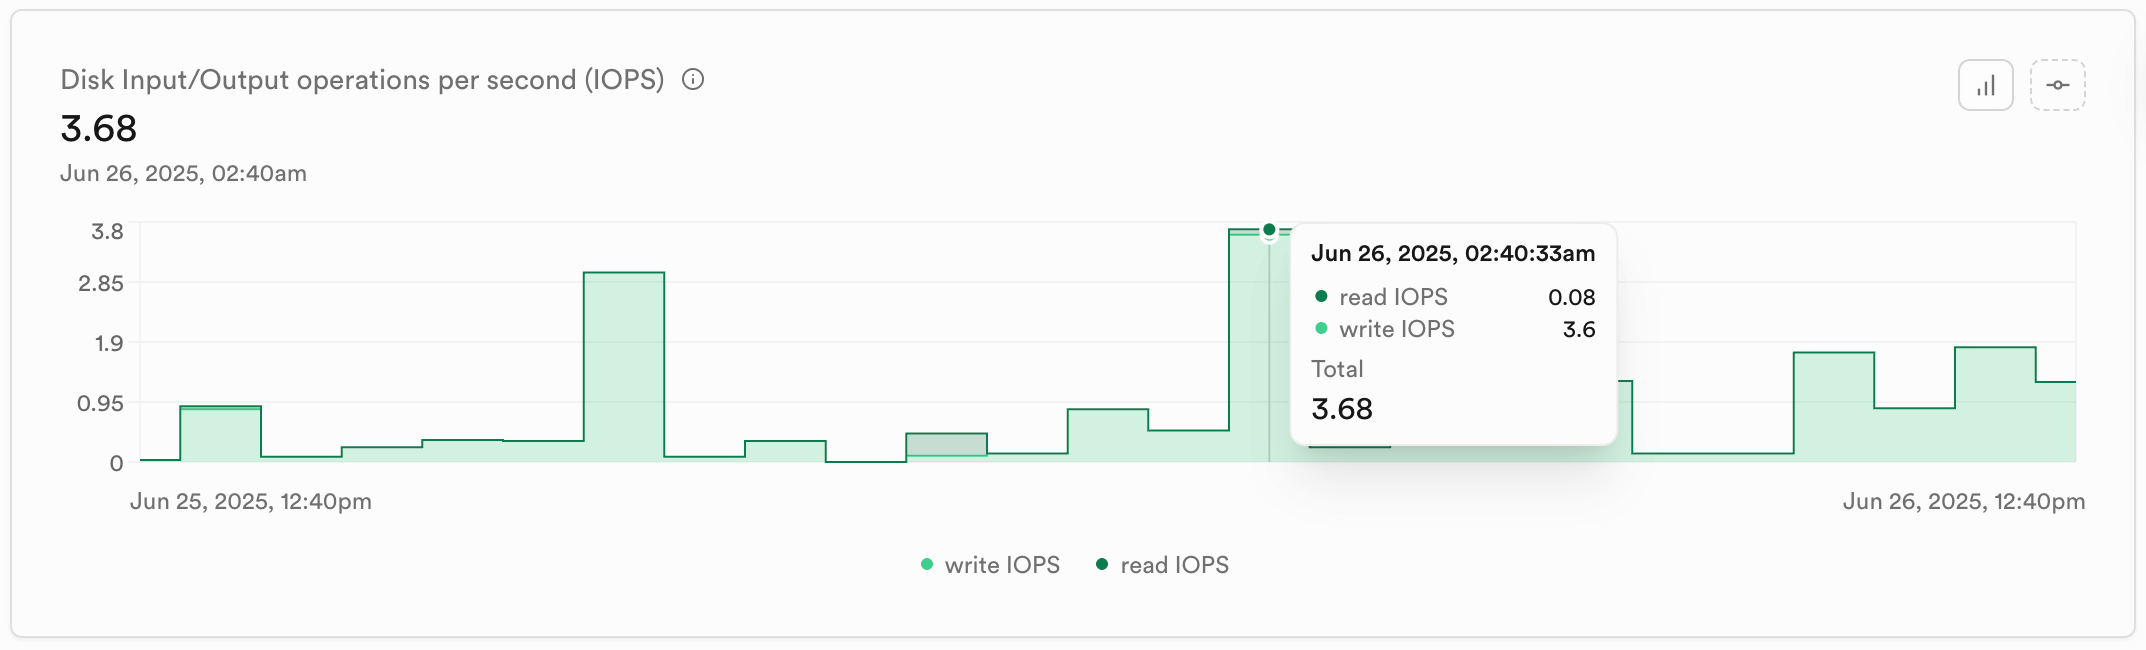 Disk Input/Output operations per second (IOPS)
3.68
Jun 26, 2025, 02:40am
3.8
2.85
1.9
0.95
0
Jun 26, 2025, 02:40:33am
read IOPS 0.08
write IOPS 3.6
Total
3.68
Jun 25, 2025, 12:40pm Jun 26, 2025, 12:40pm
write IOPS read IOPS